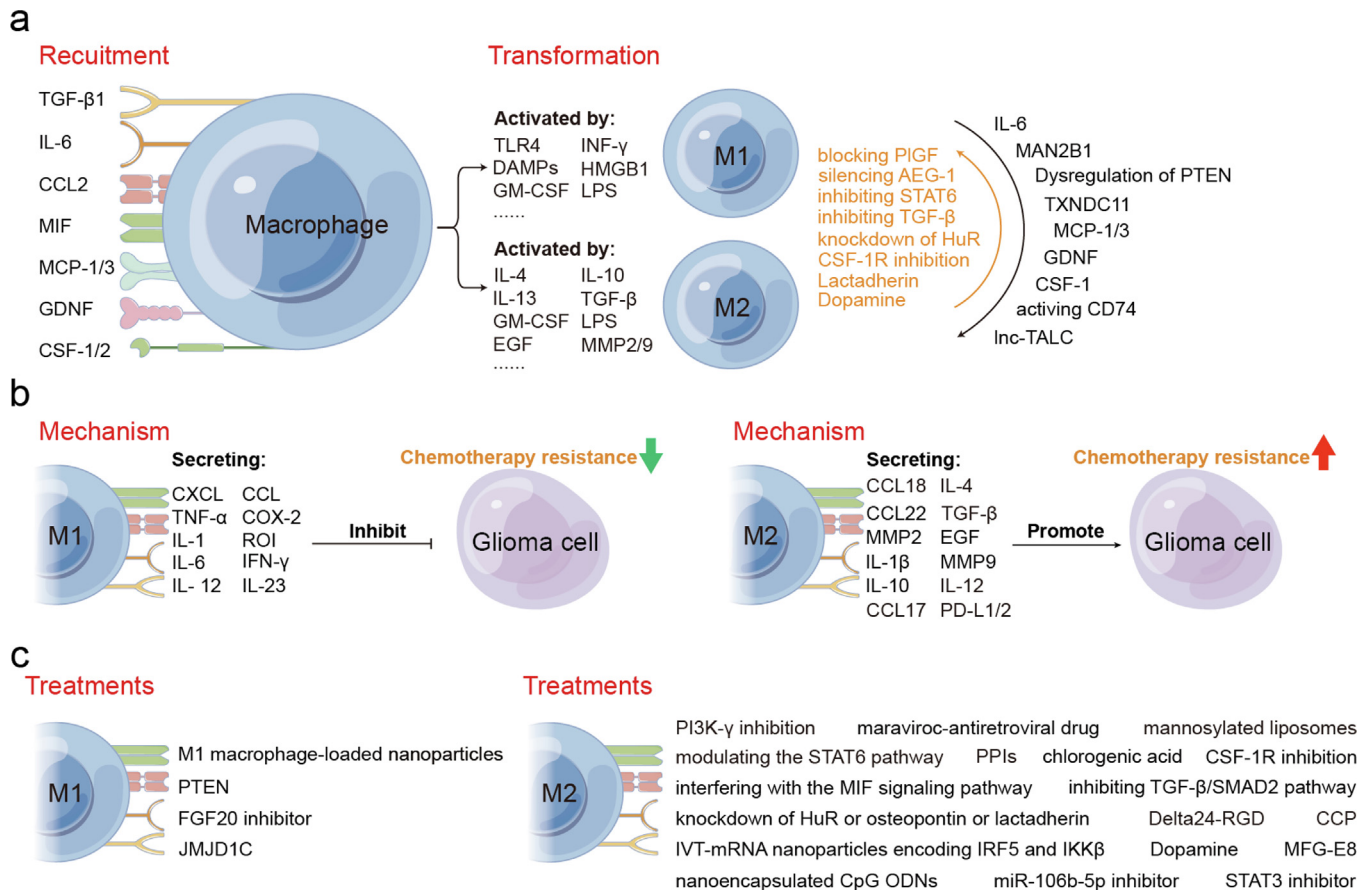 a
Recruitment
TGF-β1
IL-6
CCL2
MIF
MCP-1/3
GDNF
CSF-1/2
Macrophage
Transformation
Activated by:
TLR4 INF-γ
DAMPs HMGB1
GM-CSF LPS
......
Activated by:
IL-4 IL-10
IL-13 TGF-β
GM-CSF LPS
EGF MMP2/9
......
M1
M2
blocking PIGF
silencing AEG-1
inhibiting STAT6
inhibiting TGF-β
knockdown of HuR
CSF-1R inhibition
Lactadherin
Dopamine
IL-6
MAN2B1
Dysregulation of PTEN
TXNDC11
MCP-1/3
GDNF
CSF-1
activing CD74
lnc-TALC
b
Mechanism
M1
Secreting:
CXCL CCL
TNF-α COX-2
IL-1 ROI
IL-6 IFN-γ
IL- 12 IL-23
Inhibit
Chemotherapy resistance
Glioma cell
Mechanism
M2
Secreting:
CCL18 IL-4
CCL22 TGF-β
MMP2 EGF
IL-1β MMP9
IL-10 IL-12
CCL17 PD-L1/2
Promote
Chemotherapy resistance
Glioma cell
c
Treatments
M1
M1 macrophage-loaded nanoparticles
PTEN
FGF20 inhibitor
JMJD1C
Treatments
M2
PI3K-γ inhibition maraviroc-antiretroviral drug mannosylated liposomes
modulating the STAT6 pathway PPIs chlorogenic acid CSF-1R inhibition
interfering with the MIF signaling pathway inhibiting TGF-β/SMAD2 pathway
knockdown of HuR or osteopontin or lactadherin Delta24-RGD CCP
IVT-mRNA nanoparticles encoding IRF5 and IKKβ Dopamine MFG-E8
nanoencapsulated CpG ODNs miR-106b-5p inhibitor STAT3 inhibitor